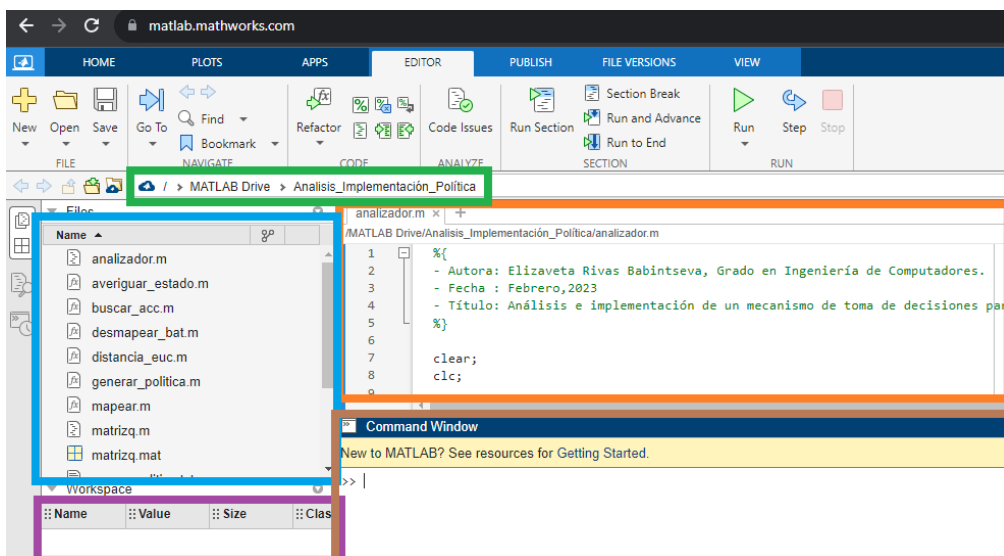 matlab.mathworks.com
HOME PLOTS APPS EDITOR PUBLISH FILE VERSIONS VIEW
New Open Save Go To Find Bookmark Refactor Code Issues Run Section Section Break Run and Advance Run to End Run Step Stop
FILE NAVIGATE CODE ANALYZE SECTION RUN
/ > MATLAB Drive > Analisis_Implementación_Política
Files
Name
analizador.m
averiguar_estado.m
buscar_acc.m
desmapear_bat.m
distancia_euc.m
generar_politica.m
mapear.m
matrizq.m
matrizq.mat
Workspace
Name Value Size Clas
analizador.m × +
/MATLAB Drive/Analisis_Implementación_Política/analizador.m
1 %{
2 - Autora: Elizaveta Rivas Babintseva, Grado en Ingeniería de Computadores.
3 - Fecha : Febrero,2023
4 - Título: Análisis e implementación de un mecanismo de toma de decisiones par
5 %}
6
7 clear;
8 clc;
9
Command Window
New to MATLAB? See resources for Getting Started.
>>